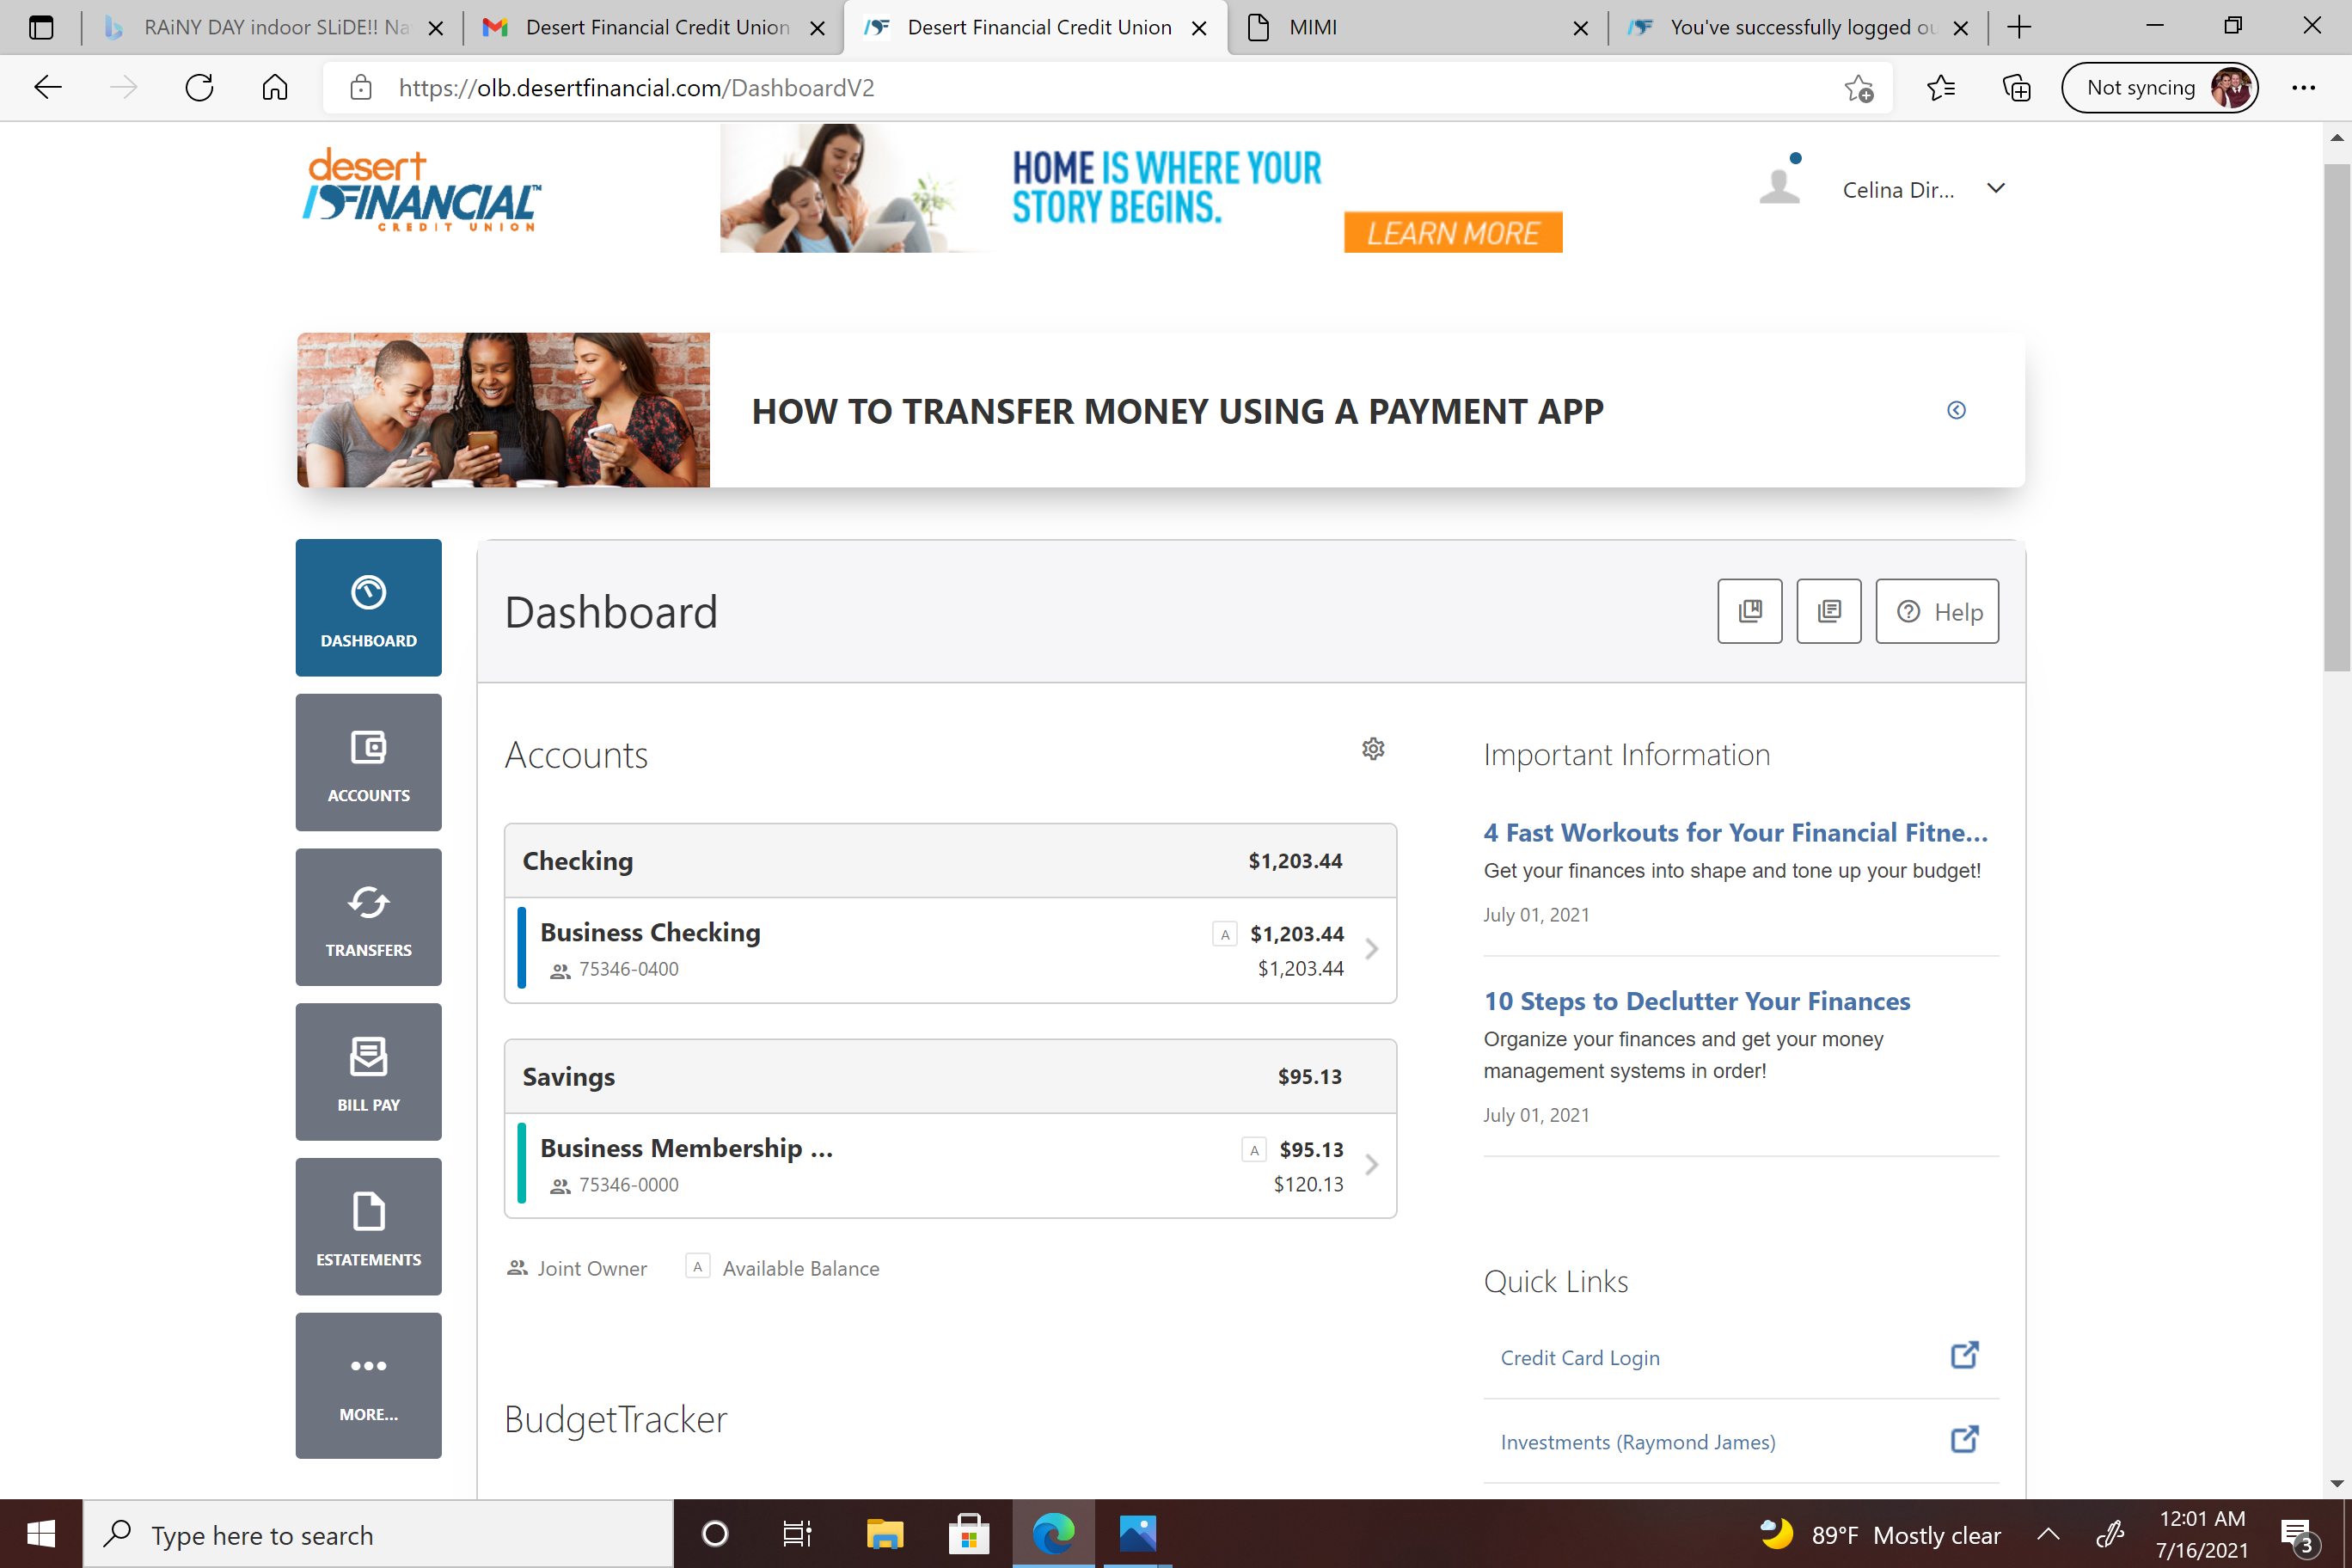 RAiNY DAY indoor SLiDE!! Na
Desert Financial Credit Union
Desert Financial Credit Union
MIMI
You've successfully logged ou
https://olb.desertfinancial.com/DashboardV2
Not syncing
desert
FINANCIAL™
CREDIT UNION
HOME IS WHERE YOUR
STORY BEGINS.
LEARN MORE
Celina Dir...
HOW TO TRANSFER MONEY USING A PAYMENT APP
DASHBOARD
ACCOUNTS
TRANSFERS
BILL PAY
ESTATEMENTS
MORE...
Dashboard
Help
Accounts
Checking $1,203.44
Business Checking A $1,203.44
75346-0400 $1,203.44
Savings $95.13
Business Membership ... A $95.13
75346-0000 $120.13
Joint Owner A Available Balance
BudgetTracker
Important Information
4 Fast Workouts for Your Financial Fitne...
Get your finances into shape and tone up your budget!
July 01, 2021
10 Steps to Declutter Your Finances
Organize your finances and get your money
management systems in order!
July 01, 2021
Quick Links
Credit Card Login
Investments (Raymond James)
Type here to search
89°F Mostly clear
12:01 AM
7/16/2021
3